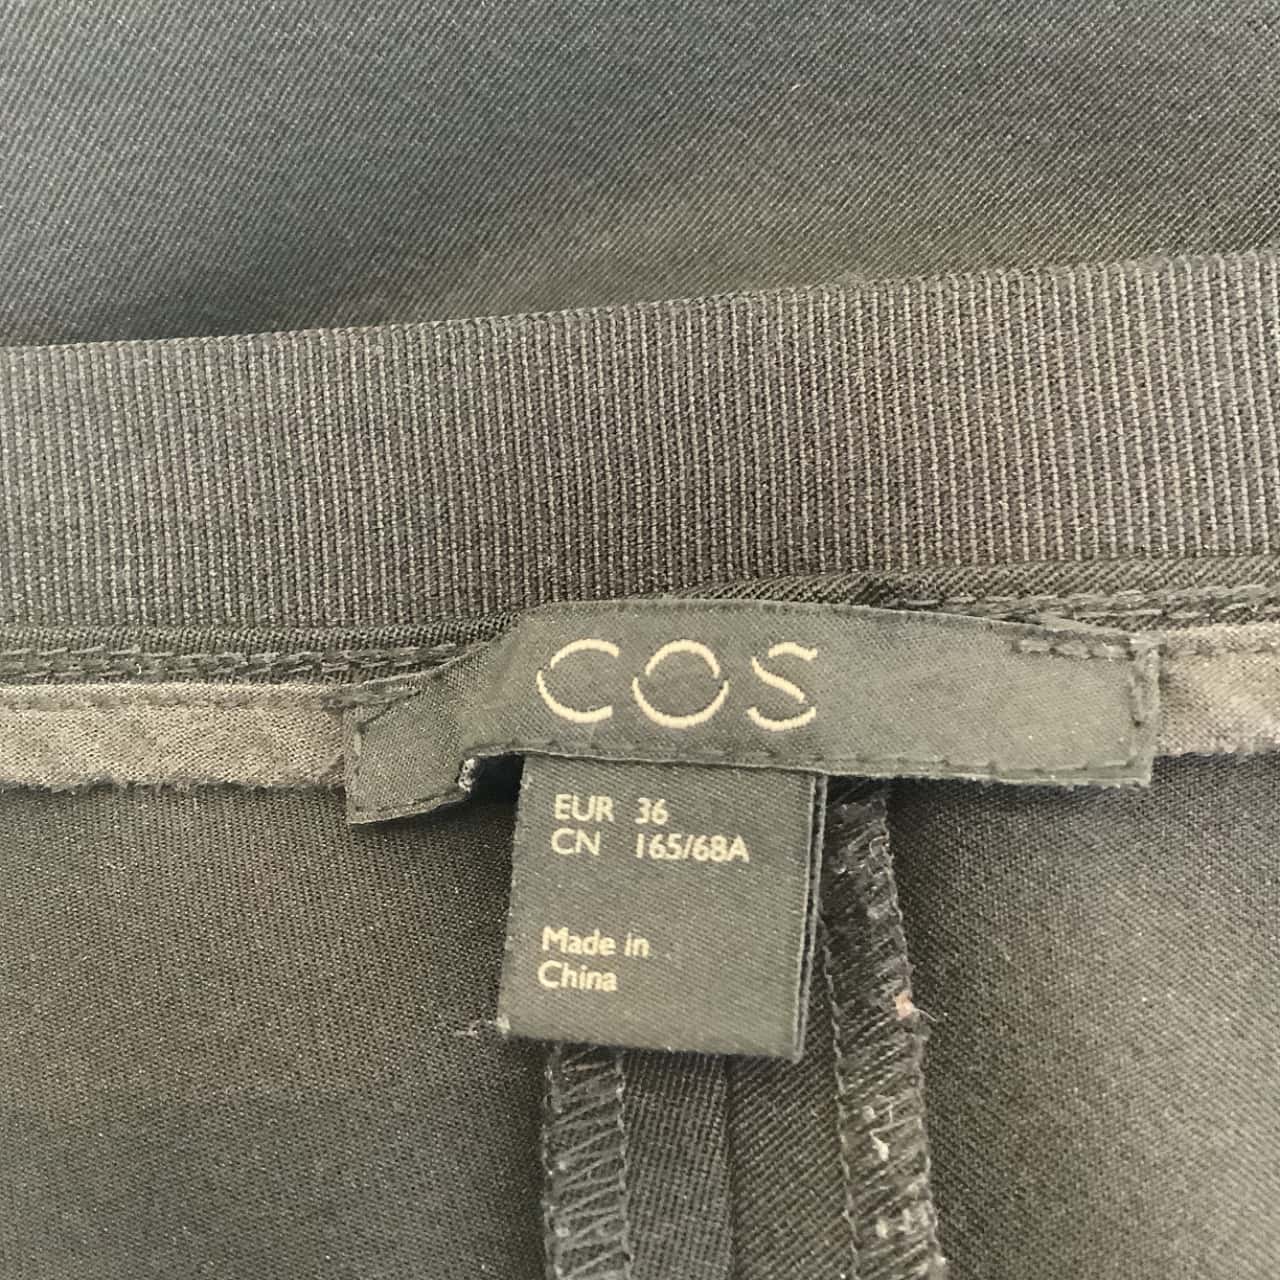 COS
EUR 36
CN 165/68A
Made in
China